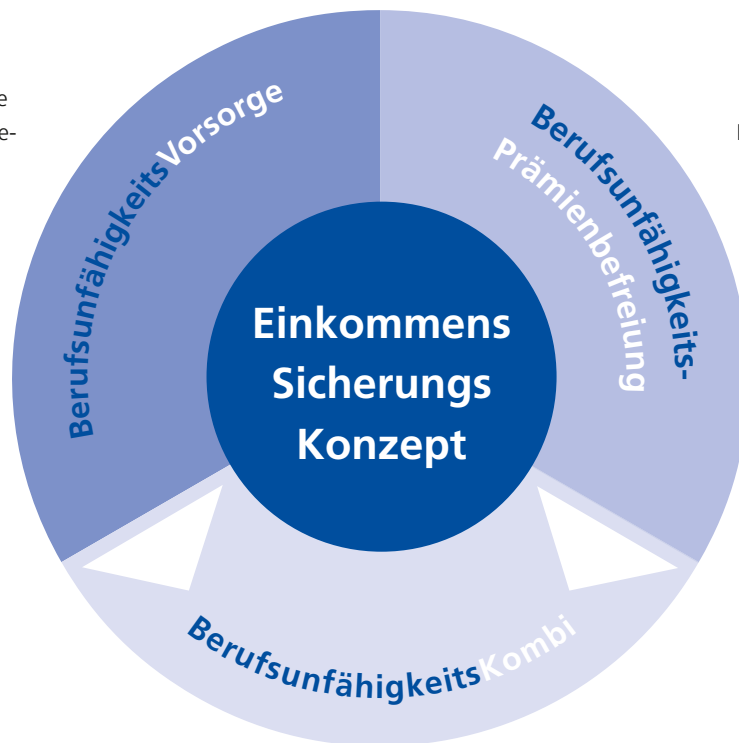 e
e-
BerufsunfähigkeitsVorsorge
Berufsunfähigkeits-
Prämienbefreiung
Einkommens
Sicherungs
Konzept
BerufsunfähigkeitsKombi